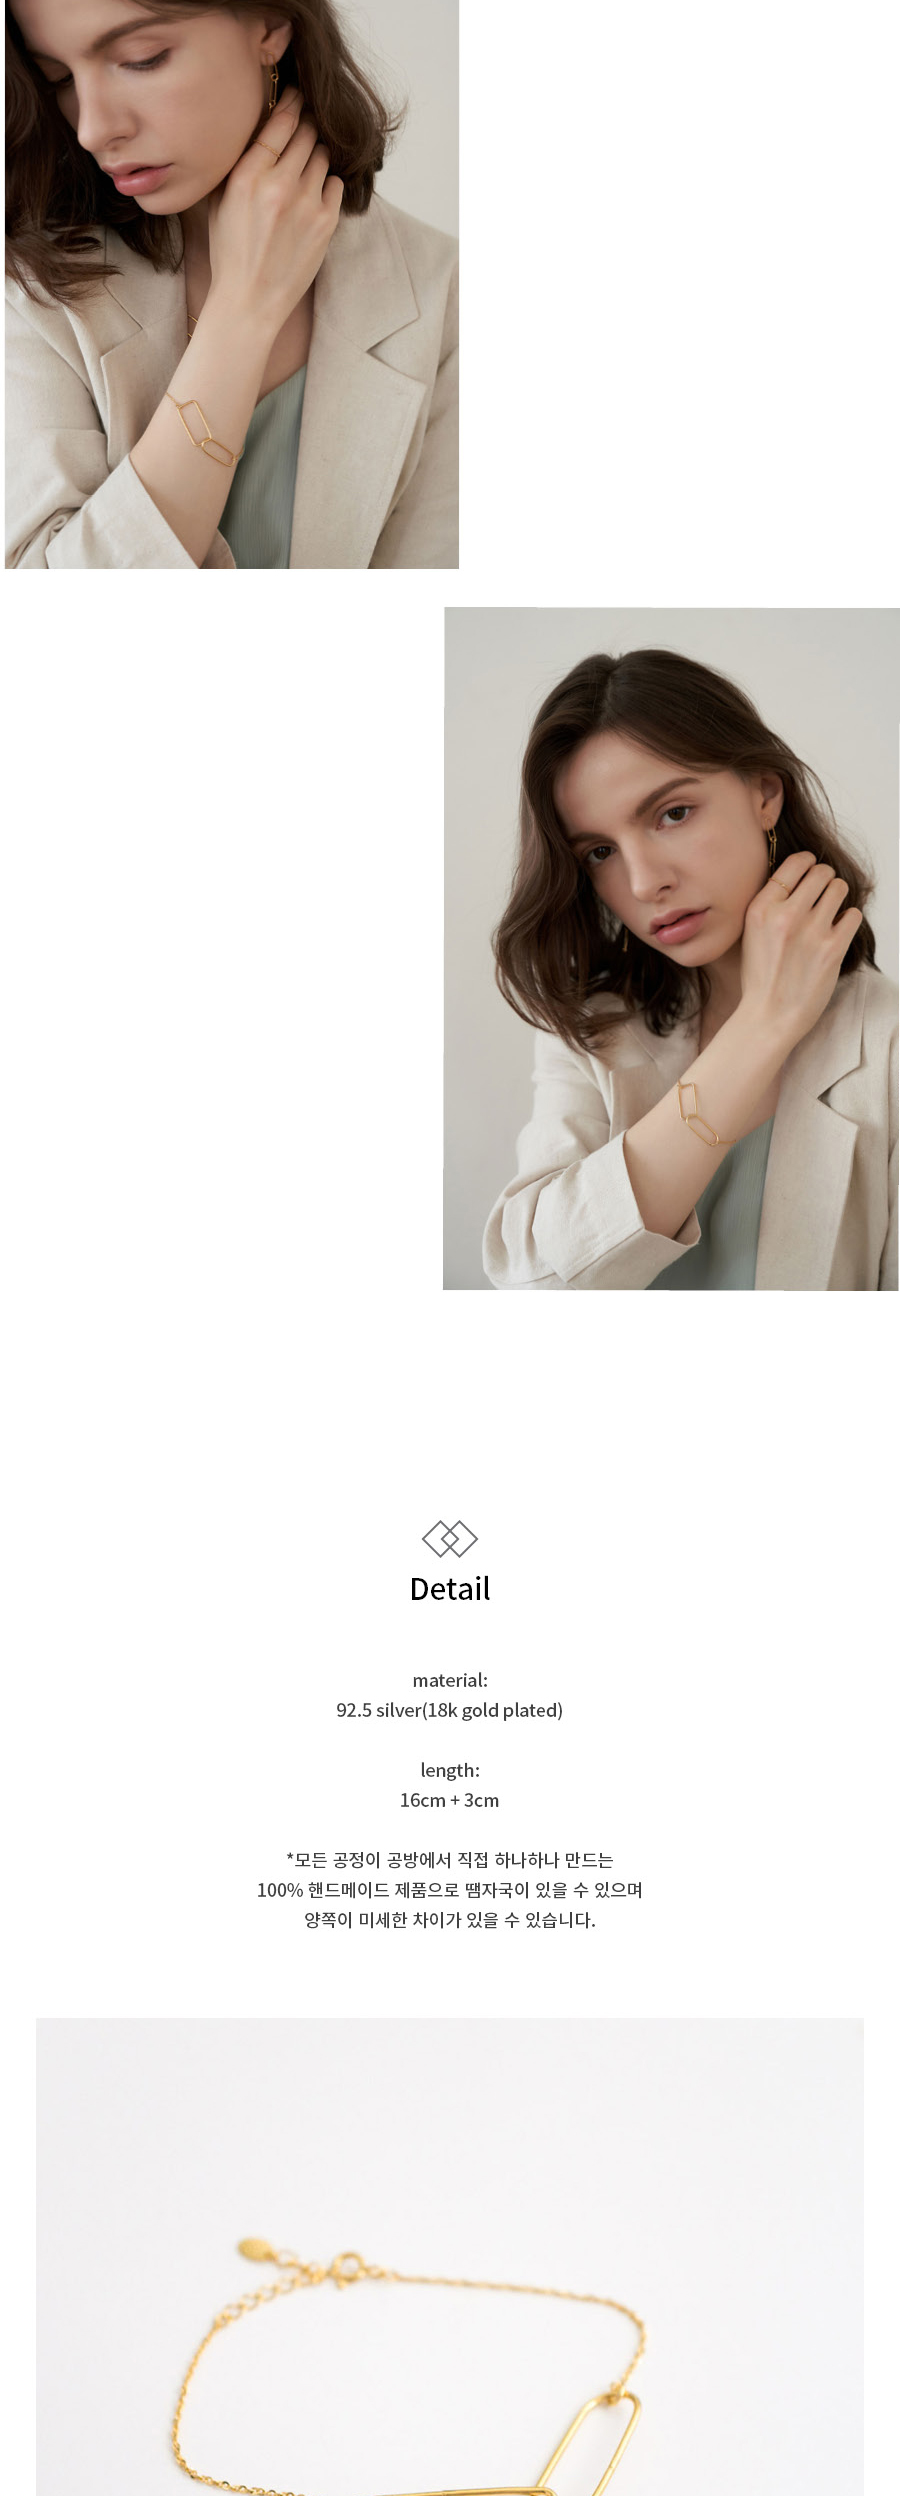 Detail
material:
92.5 silver(18k gold plated)
length:
16cm + 3cm
*모든 공정이 공방에서 직접 하나하나 만드는
100% 핸드메이드 제품으로 땜자국이 있을 수 있으며
양쪽이 미세한 차이가 있을 수 있습니다.